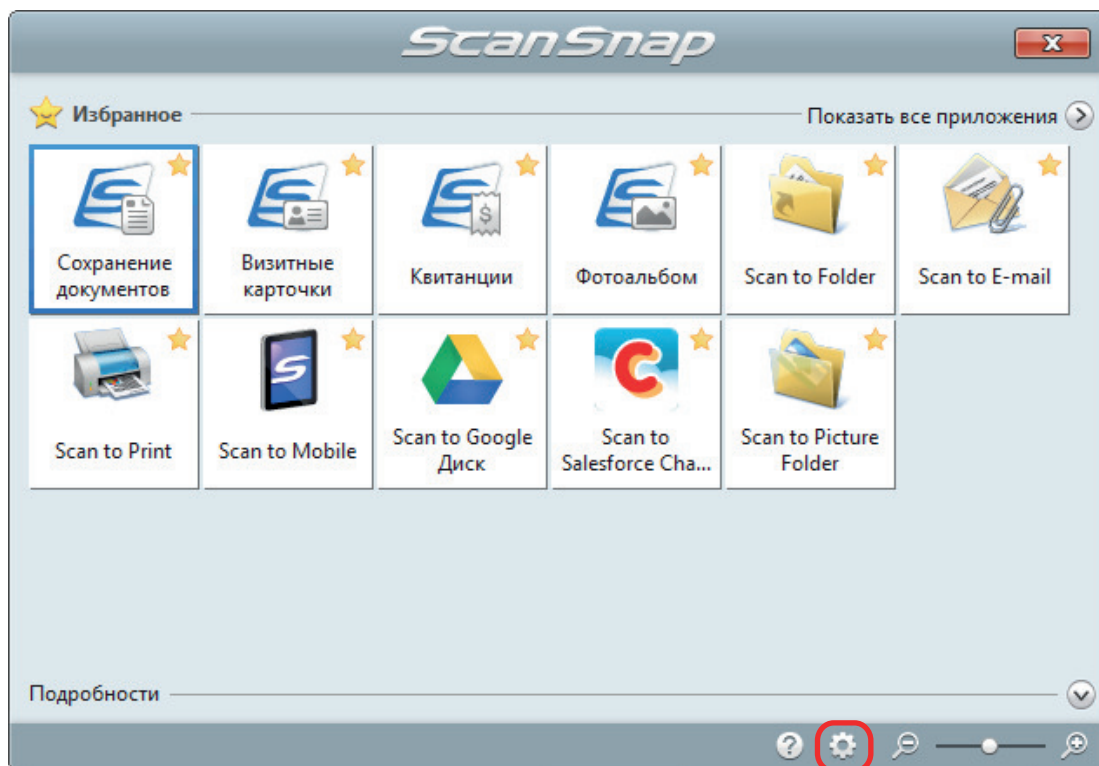 ScanSnap
Избранное
Показать все приложения
Сохранение
документов
Визитные
карточки
Квитанции
Фотоальбом
Scan to Folder
Scan to E-mail
Scan to Print
Scan to Mobile
Scan to Google
Диск
Scan to
Salesforce Cha...
Scan to Picture
Folder
Подробности